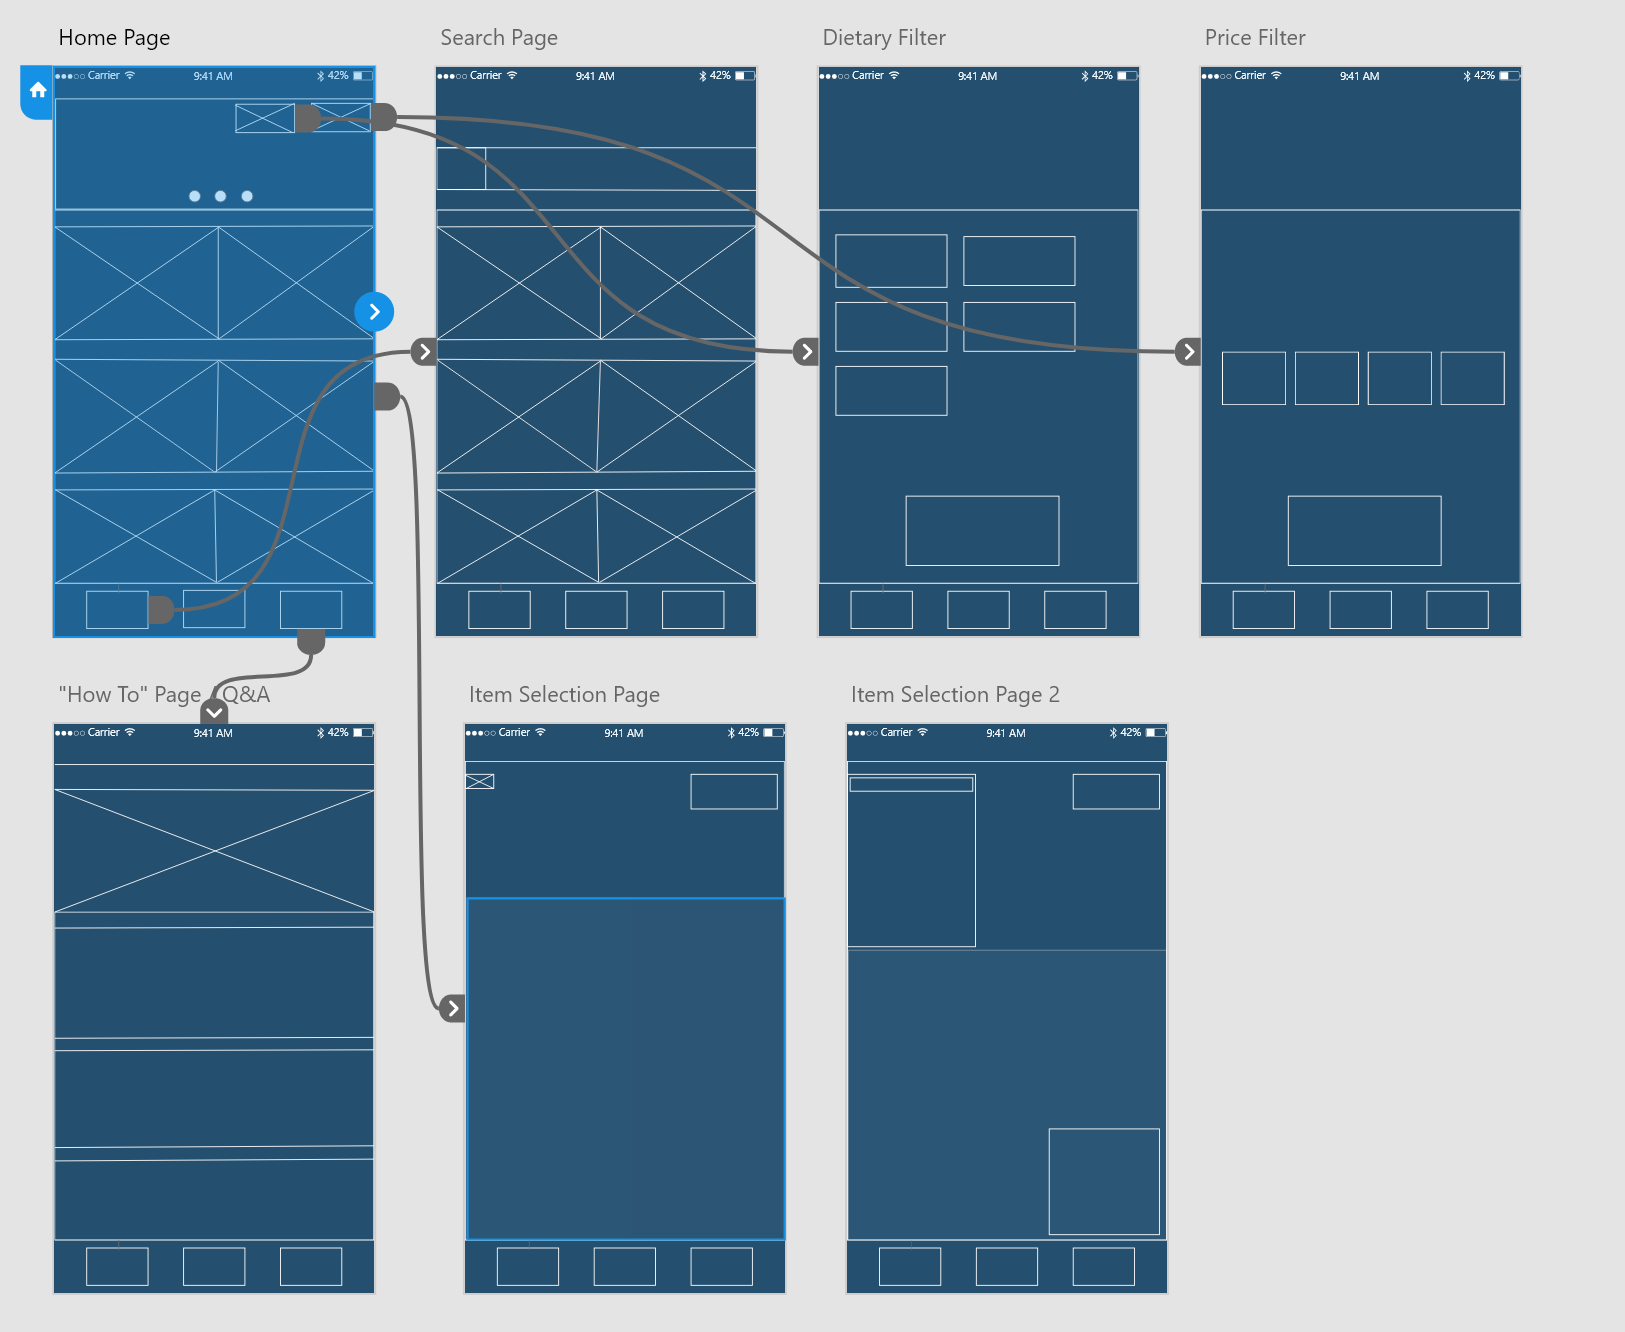 Home Page
Search Page
Dietary Filter
Price Filter
Carrier 9:41 AM 42%
Carrier 9:41 AM 42%
Carrier 9:41 AM 42%
Carrier 9:41 AM 42%
"How To" Page / Q&A
Item Selection Page
Item Selection Page 2
Carrier 9:41 AM 42%
Carrier 9:41 AM 42%
Carrier 9:41 AM 42%